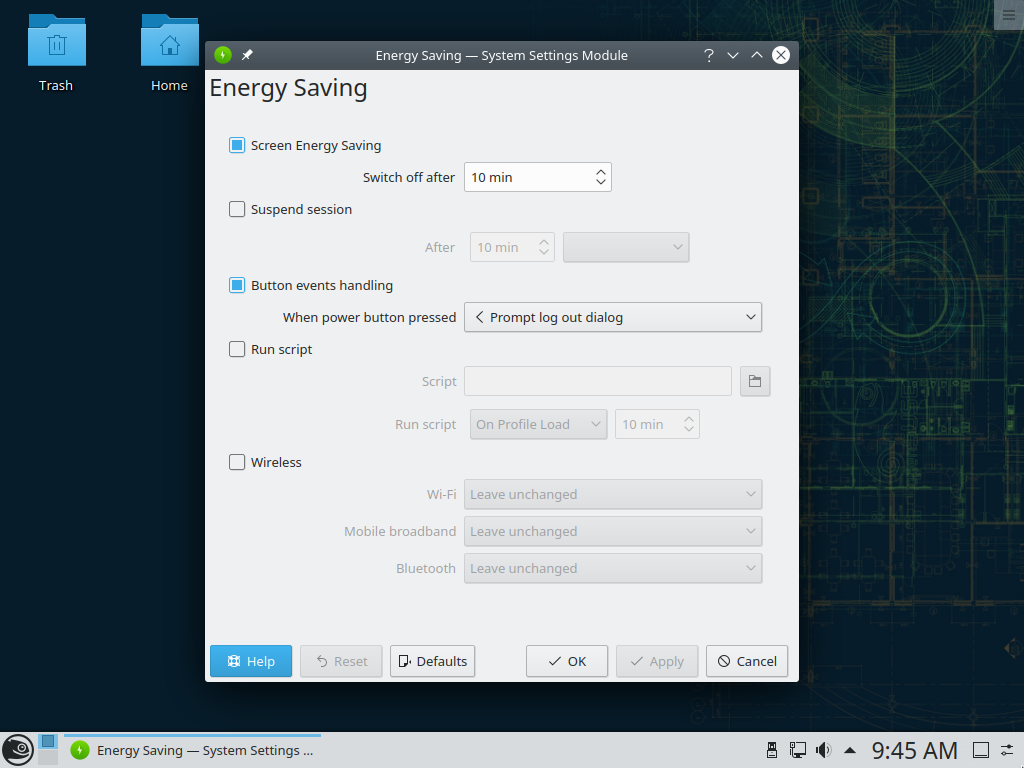 Trash
Home
Energy Saving — System Settings Module
Energy Saving
Screen Energy Saving
Switch off after 10 min
Suspend session
After 10 min
Button events handling
When power button pressed Prompt log out dialog
Run script
Script
Run script On Profile Load 10 min
Wireless
Wi-Fi Leave unchanged
Mobile broadband Leave unchanged
Bluetooth Leave unchanged
Help Reset Defaults OK Apply Cancel
Energy Saving — System Settings ...
9:45 AM